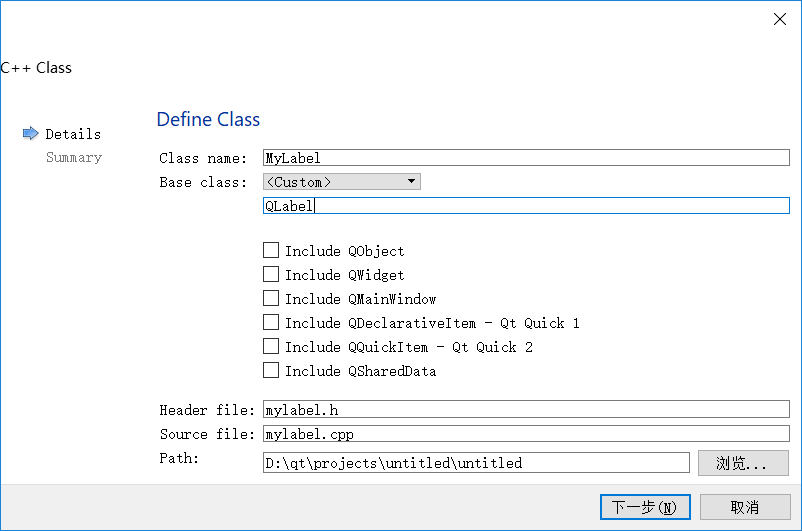 C++ Class
Define Class
Details
Summary
Class name: MyLabel
Base class: <Custom>
QLabel
Include QObject
Include QWidget
Include QMainWindow
Include QDeclarativeItem - Qt Quick 1
Include QQuickItem - Qt Quick 2
Include QSharedData
Header file: mylabel.h
Source file: mylabel.cpp
Path: D:\qt\projects\untitled\untitled 浏览...
下一步(N) 取消